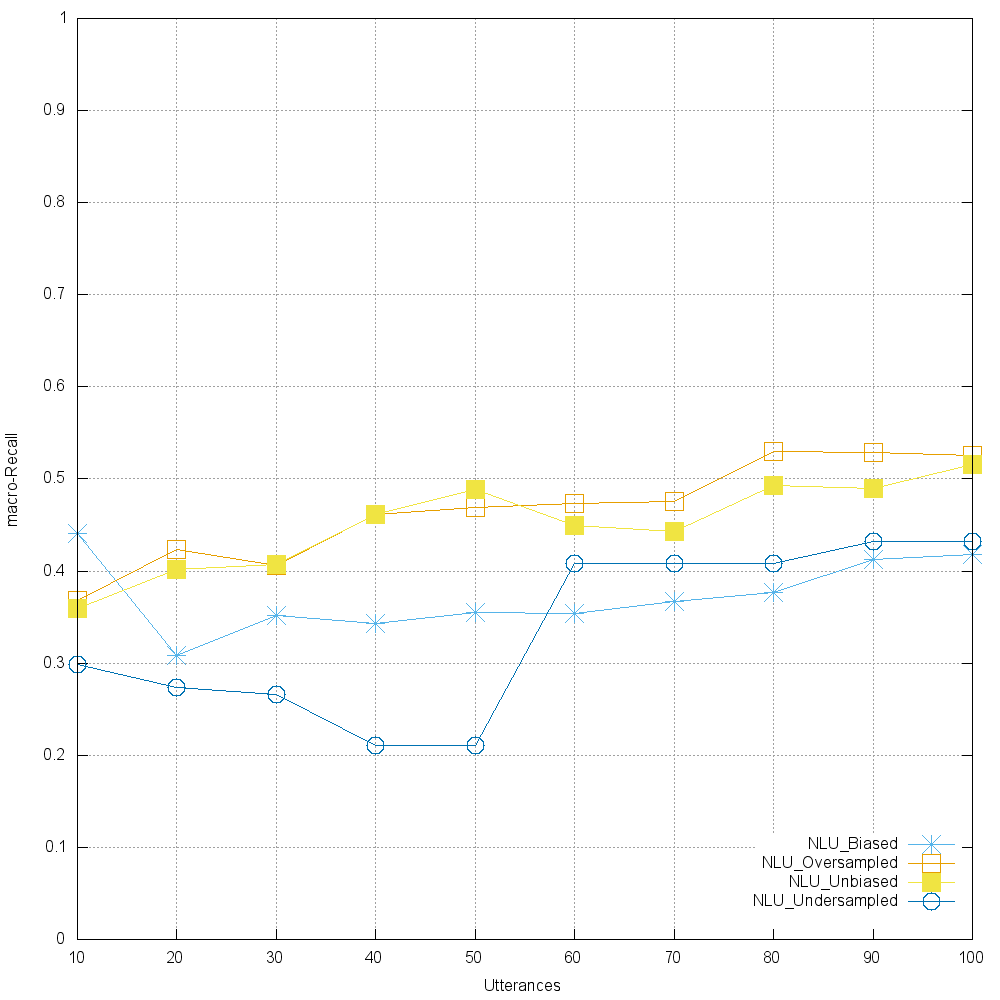 1
0.9
0.8
0.7
0.6
0.5
0.4
0.3
0.2
0.1
0
macro-Recall
10 20 30 40 50 60 70 80 90 100
Utterances
NLU_Biased
NLU_Oversampled
NLU_Unbiased
NLU_Undersampled